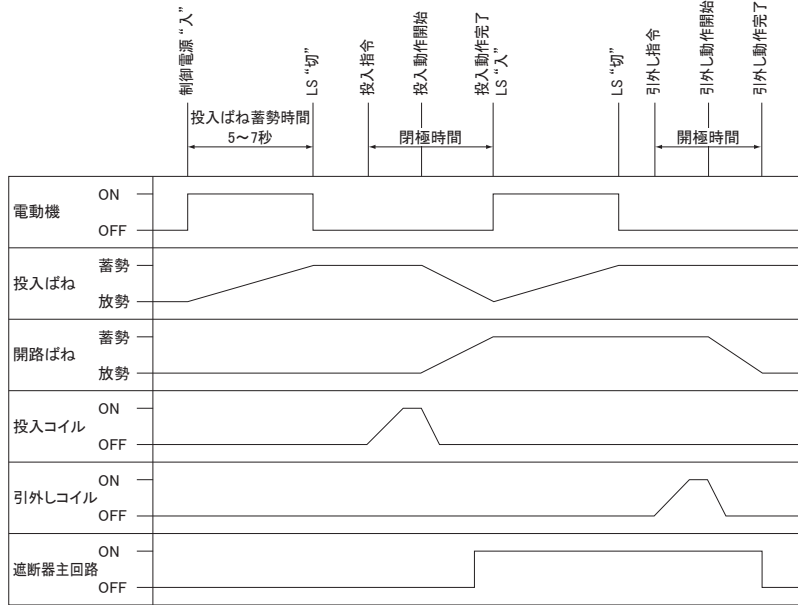 制御電源“入”
LS“切”
投入指令
投入動作開始
投入動作完了
LS“入”
LS“切”
引外し指令
引外し動作開始
引外し動作完了
投入ばね蓄勢時間
5〜7秒
閉極時間
開極時間
電動機
ON
OFF
投入ばね
蓄勢
放勢
開路ばね
蓄勢
放勢
投入コイル
ON
OFF
引外しコイル
ON
OFF
遮断器主回路
ON
OFF